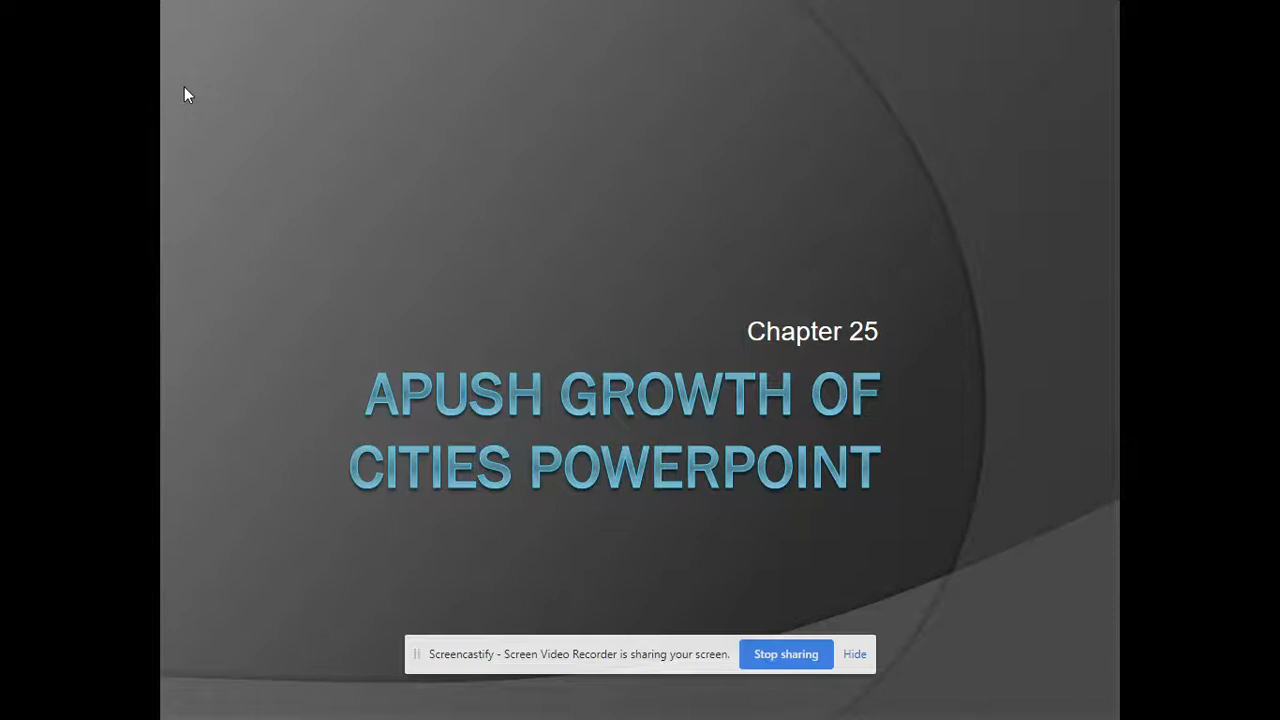 Chapter 25
APUSH GROWTH OF
CITIES POWERPOINT
Screencastify - Screen Video Recorder is sharing your screen. Stop sharing Hide